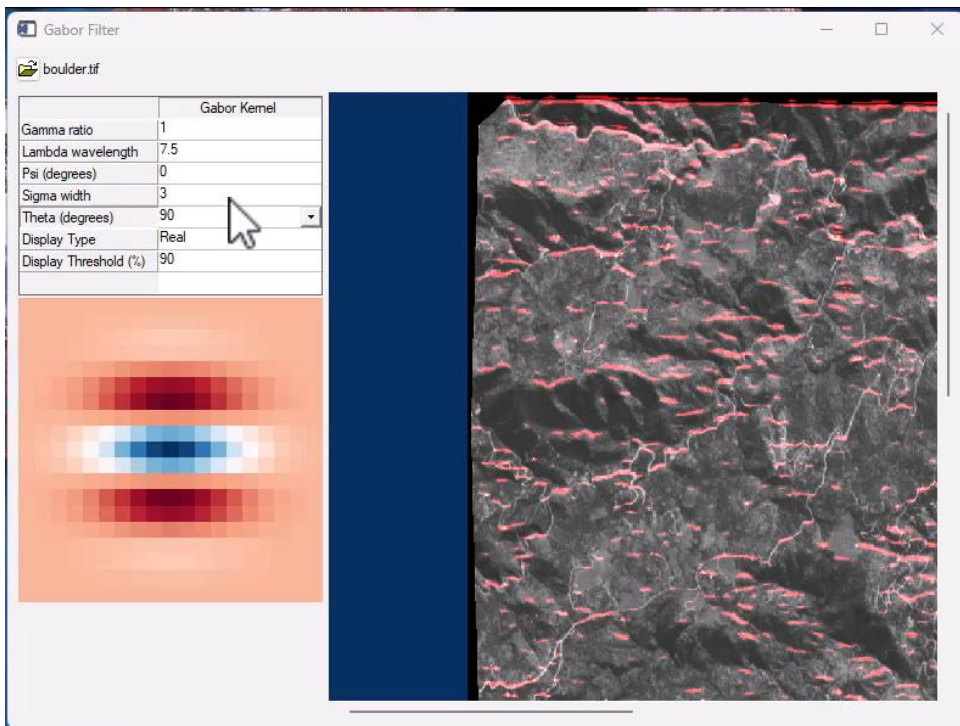 Gabor Filter
boulder.tif
Gabor Kernel
Gamma ratio 1
Lambda wavelength 7.5
Psi (degrees) 0
Sigma width 3
Theta (degrees) 90
Display Type Real
Display Threshold (%) 90